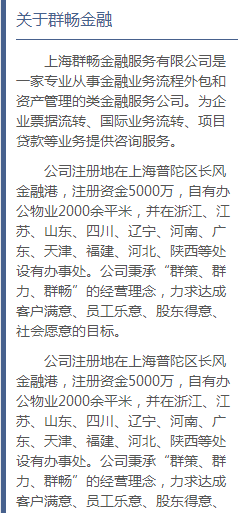 关于群畅金融
上海群畅金融服务有限公司是
一家专业从事金融业务流程外包和
资产管理的类金融服务公司。为企
业票据流转、国际业务流转、项目
贷款等业务提供咨询服务。
公司注册地在上海普陀区长风
金融港，注册资金5000万，自有办
公物业2000余平米，并在浙江、江
苏、山东、四川、辽宁、河南、广
东、天津、福建、河北、陕西等处
设有办事处。公司秉承“群策、群
力、群畅”的经营理念，力求达成
客户满意、员工乐意、股东得意、
社会愿意的目标。
公司注册地在上海普陀区长风
金融港，注册资金5000万，自有办
公物业2000余平米，并在浙江、江
苏、山东、四川、辽宁、河南、广
东、天津、福建、河北、陕西等处
设有办事处。公司秉承“群策、群
力、群畅”的经营理念，力求达成
客户满意、员工乐意、股东得意、